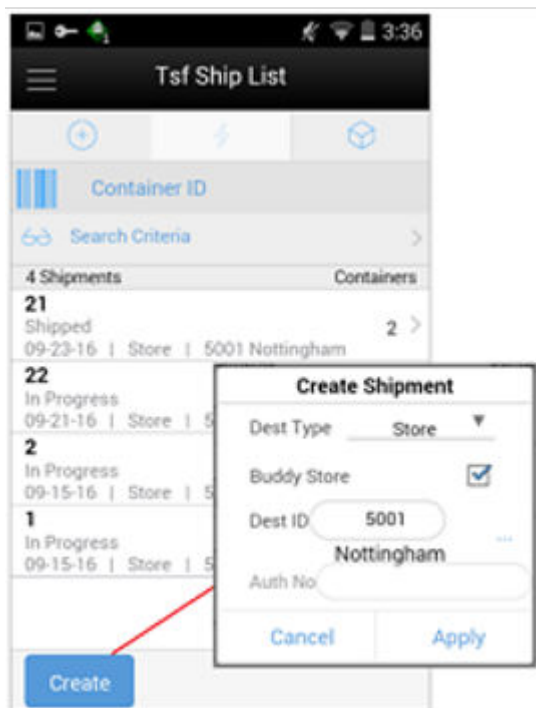 3:36
Tsf Ship List
Container ID
Search Criteria
4 Shipments Containers
21
Shipped
2
09-23-16 | Store | 5001 Nottingham
22
In Progress
09-21-16 | Store | 5
2
In Progress
09-15-16 | Store | 5
1
In Progress
09-15-16 | Store | 5
Create
Create Shipment
Dest Type Store
Buddy Store
Dest ID 5001
...
Nottingham
Auth No
Cancel Apply